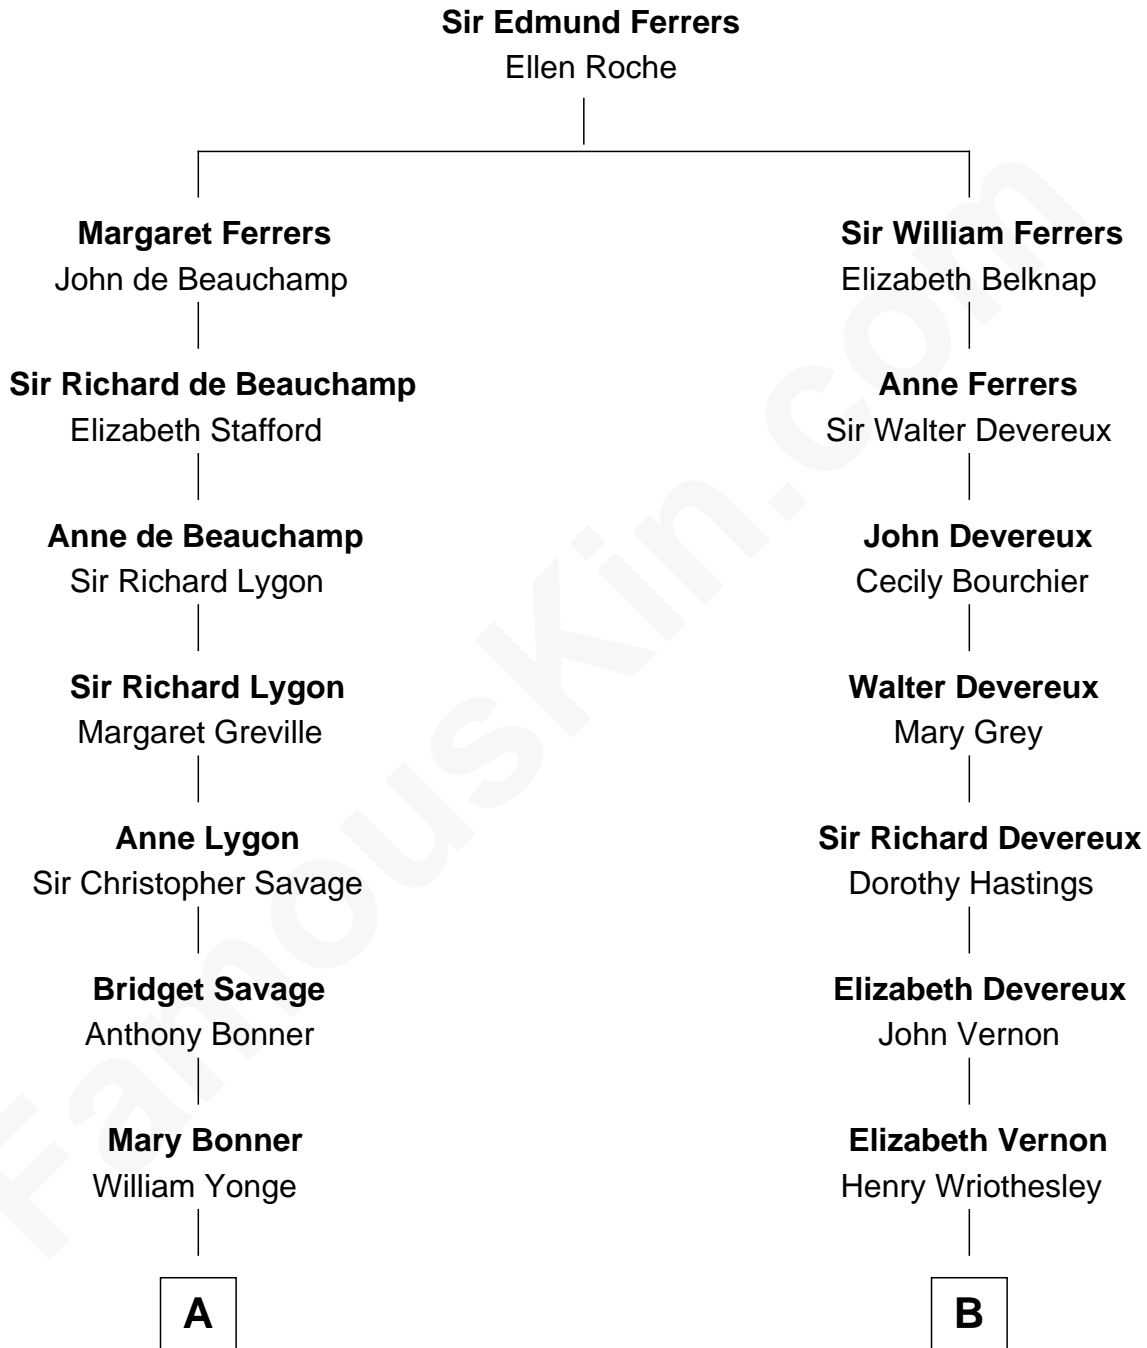 Sir Edmund Ferrers
Ellen Roche
Margaret Ferrers
John de Beauchamp
Sir Richard de Beauchamp
Elizabeth Stafford
Anne de Beauchamp
Sir Richard Lygon
Sir Richard Lygon
Margaret Greville
Anne Lygon
Sir Christopher Savage
Bridget Savage
Anthony Bonner
Mary Bonner
William Yonge
A
Sir William Ferrers
Elizabeth Belknap
Anne Ferrers
Sir Walter Devereux
John Devereux
Cecily Bourchier
Walter Devereux
Mary Grey
Sir Richard Devereux
Dorothy Hastings
Elizabeth Devereux
John Vernon
Elizabeth Vernon
Henry Wriothesley
B
FamousKin.com